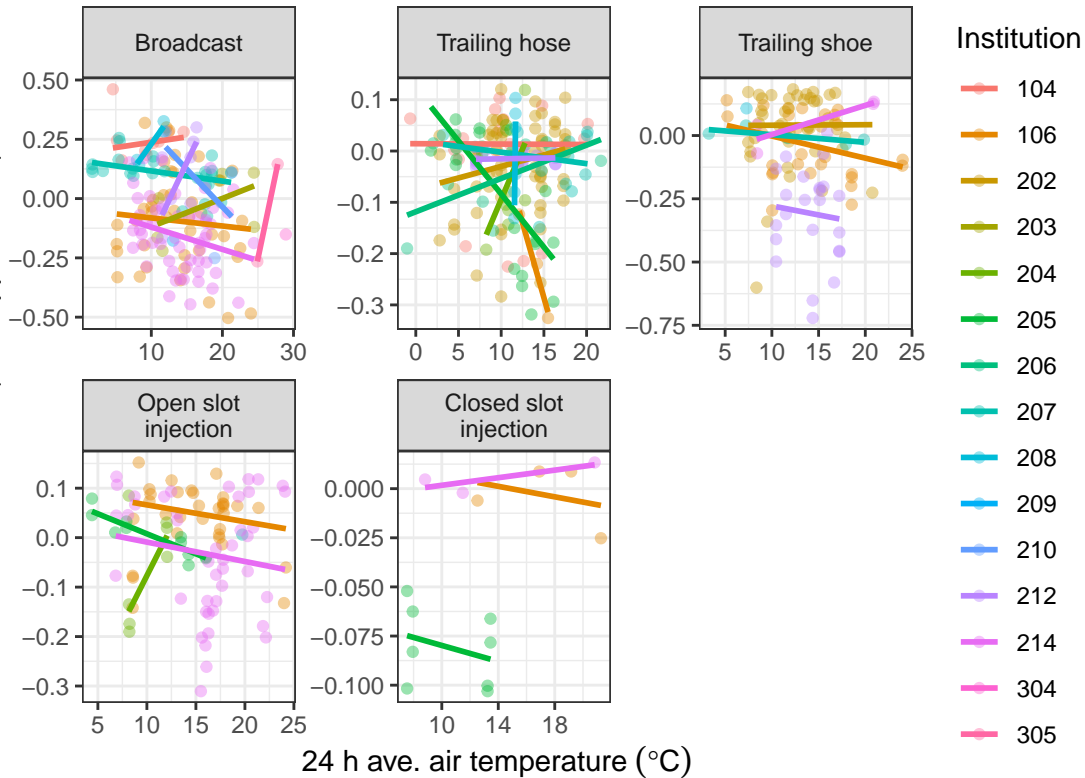 Broadcast
Trailing hose
Trailing shoe
0.50
0.25
0.00
−0.25
−0.50
10 20 30
0.1
0.0
−0.1
−0.2
−0.3
0 5 10 15 20
0.00
−0.25
−0.50
−0.75
5 10 15 20 25
Open slot
injection
Closed slot
injection
0.1
0.0
−0.1
−0.2
−0.3
5 10 15 20 25
0.000
−0.025
−0.050
−0.075
−0.100
10 14 18
24 h ave. air temperature (°C)
Institution
104
106
202
203
204
205
206
207
208
209
210
212
214
304
305